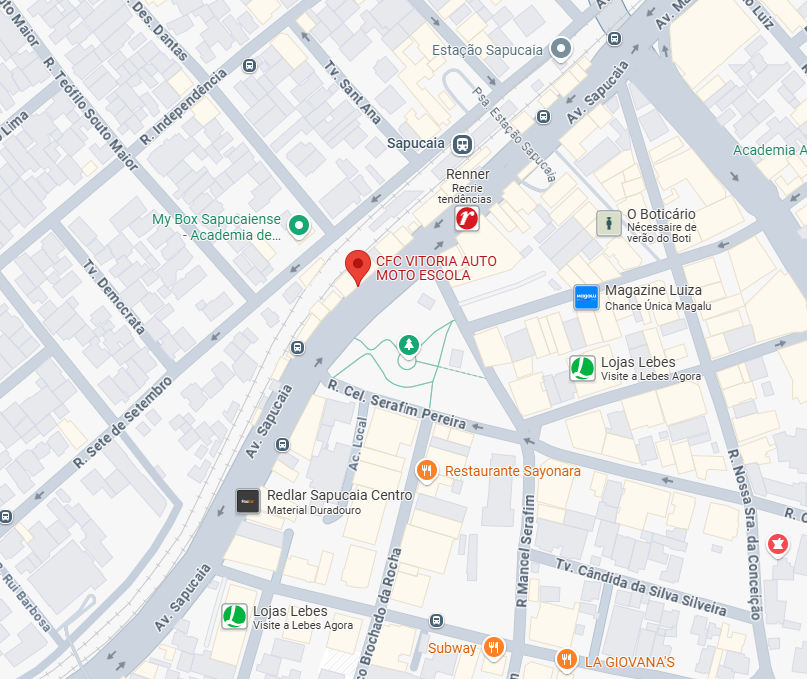 R. Teófilo Souto Maior
Des. Dantas
R. Independência
Tv. Sant Ana
Estação Sapucaia
Psa. Estação Sapucaia
Av. Sapucaia
Luiz
Lima
Sapucaia
Academia A
Renner
Recrie
tendências
My Box Sapucaiense
- Academia de...
O Boticário
Nécessaire de
verão do Boti
CFC VITORIA AUTO
MOTO ESCOLA
Tv. Democrata
magalu
Magazine Luiza
Chance Única Magalu
Lojas Lebes
Visite a Lebes Agora
R. Sete de Setembro
Av. Sapucaia
R. Cel. Serafim Pereira
Ac. Local
Restaurante Sayonara
Redlar Sapucaia Centro
Material Duradouro
R. Nossa Sra. da Conceição
R. C
R. Mancel Serafim
Tv. Cândida da Silva Silveira
so Brochado da Rocha
Rui Barbosa
Av. Sapucaia
Lojas Lebes
Visite a Lebes Agora
Subway
LA GIOVANA'S